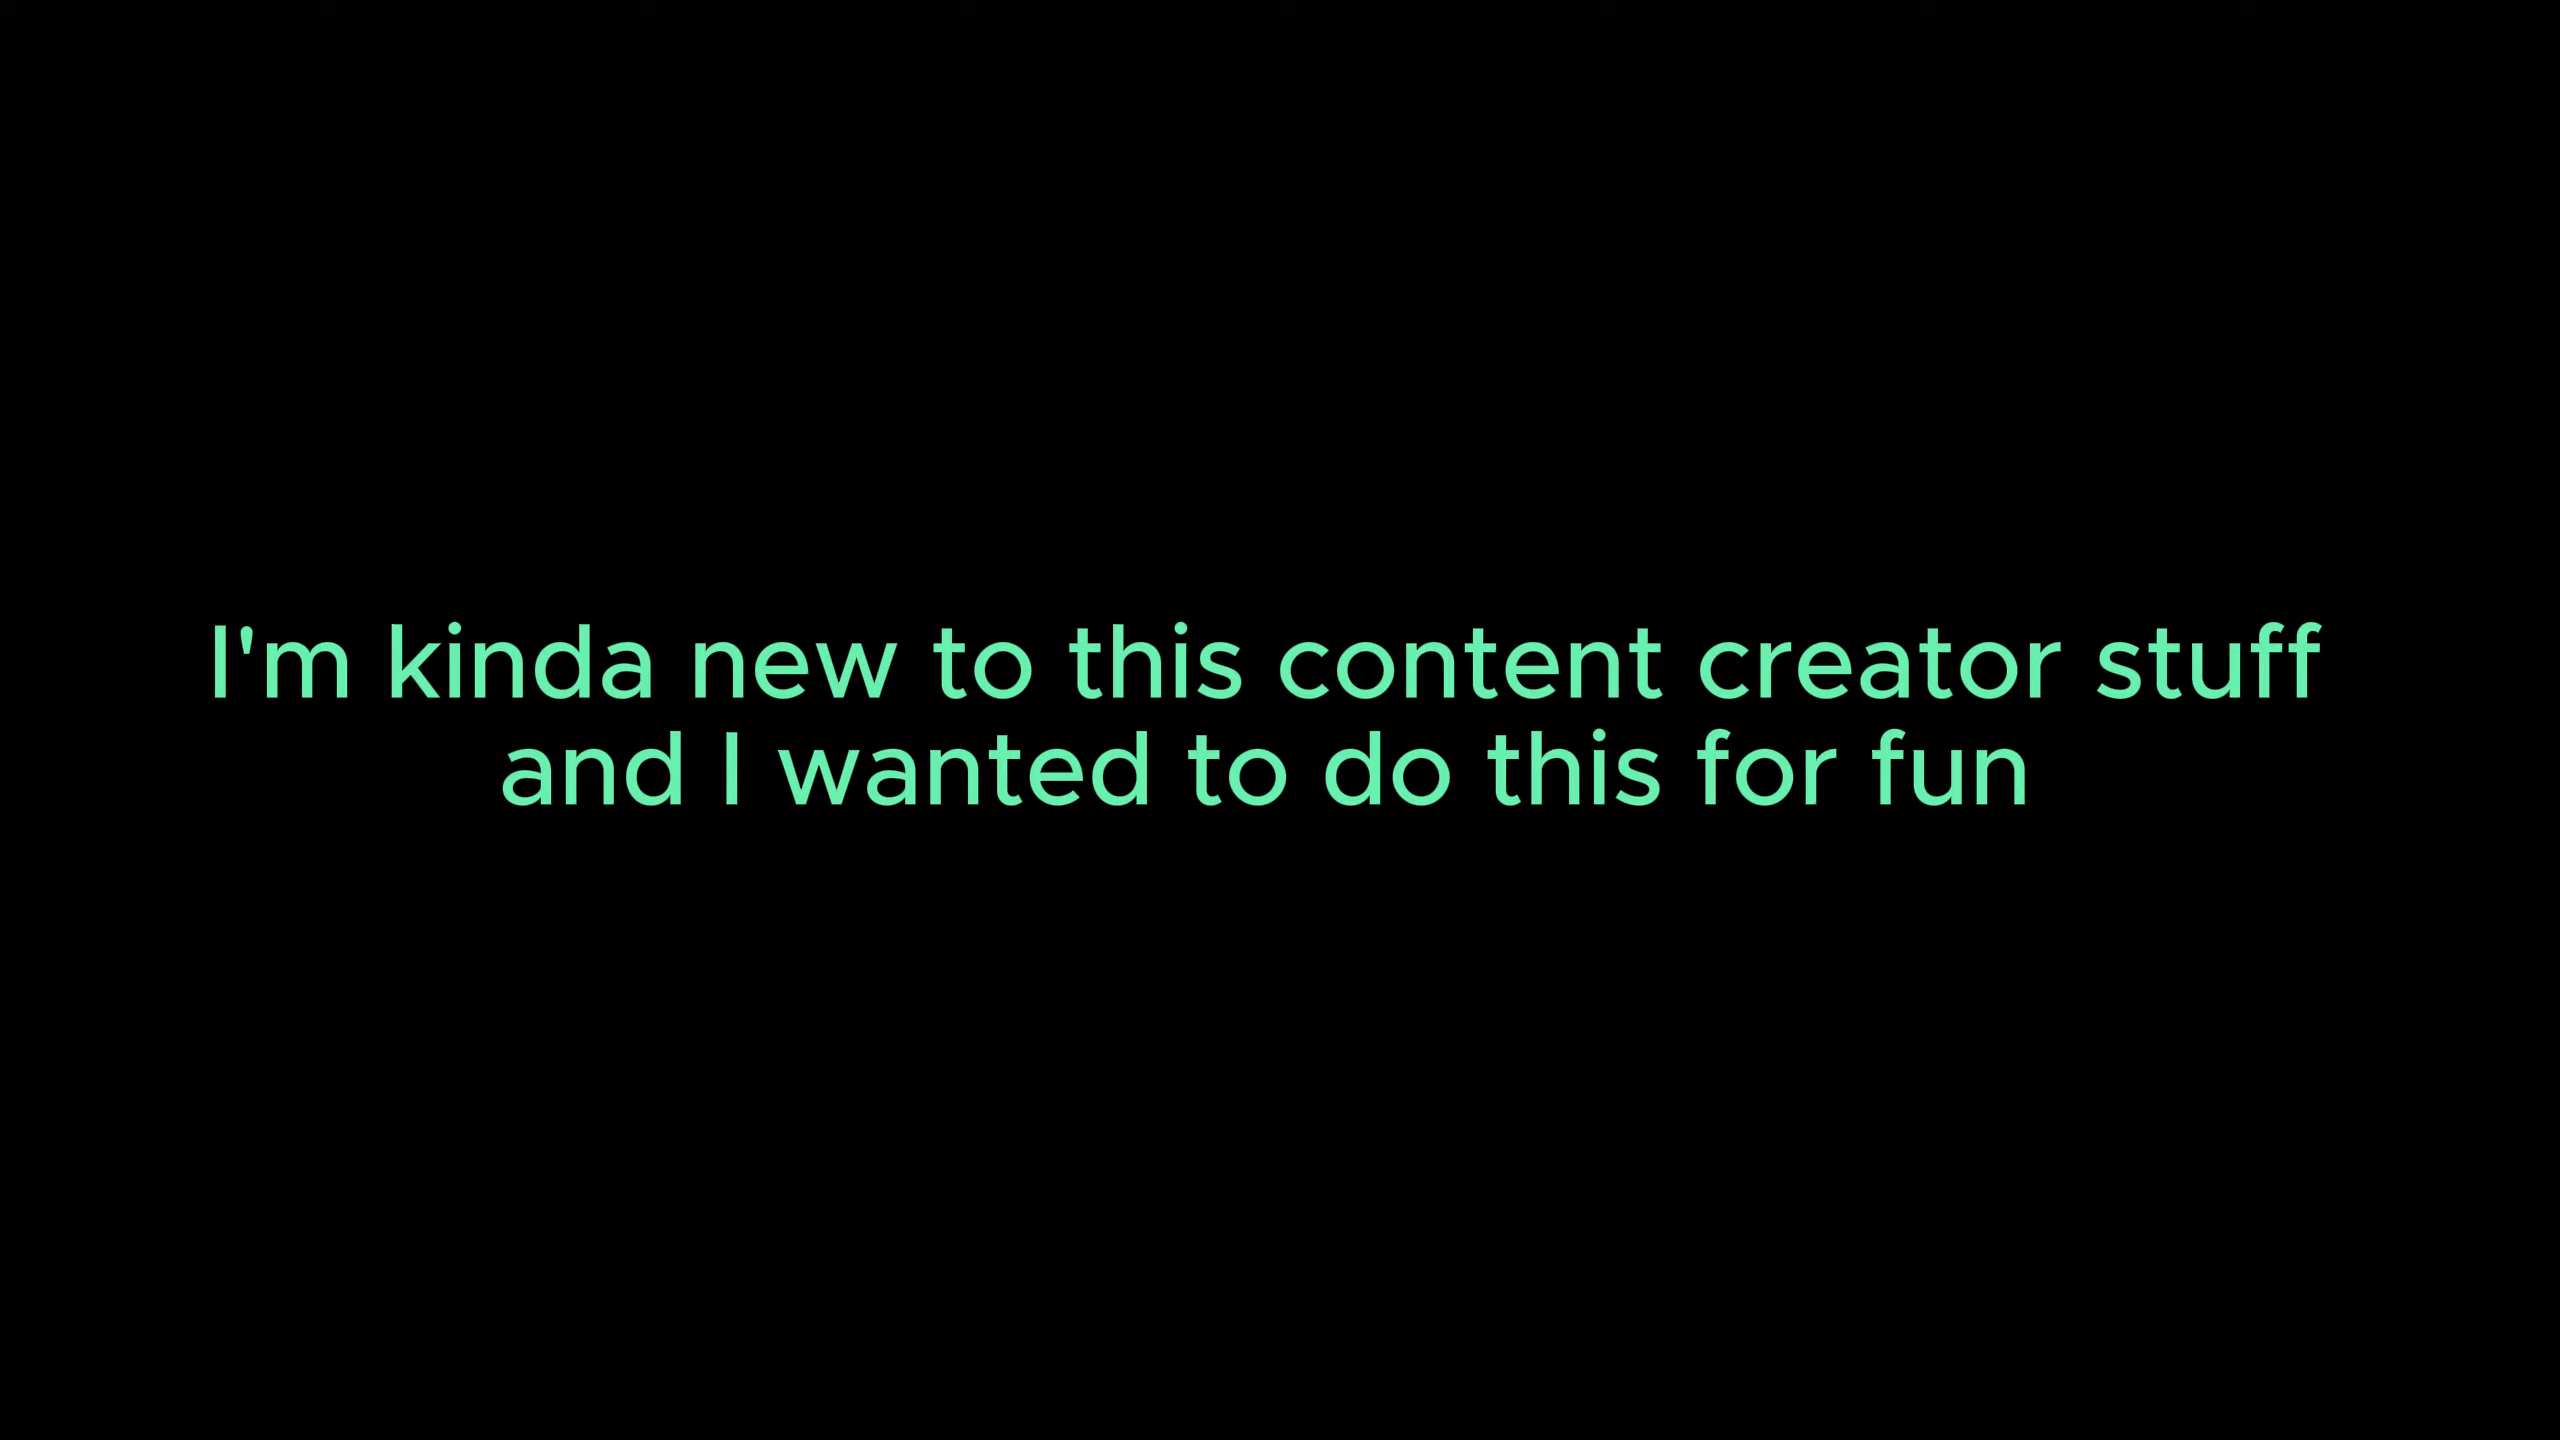 I'm kinda new to this content creator stuff
and I wanted to do this for fun